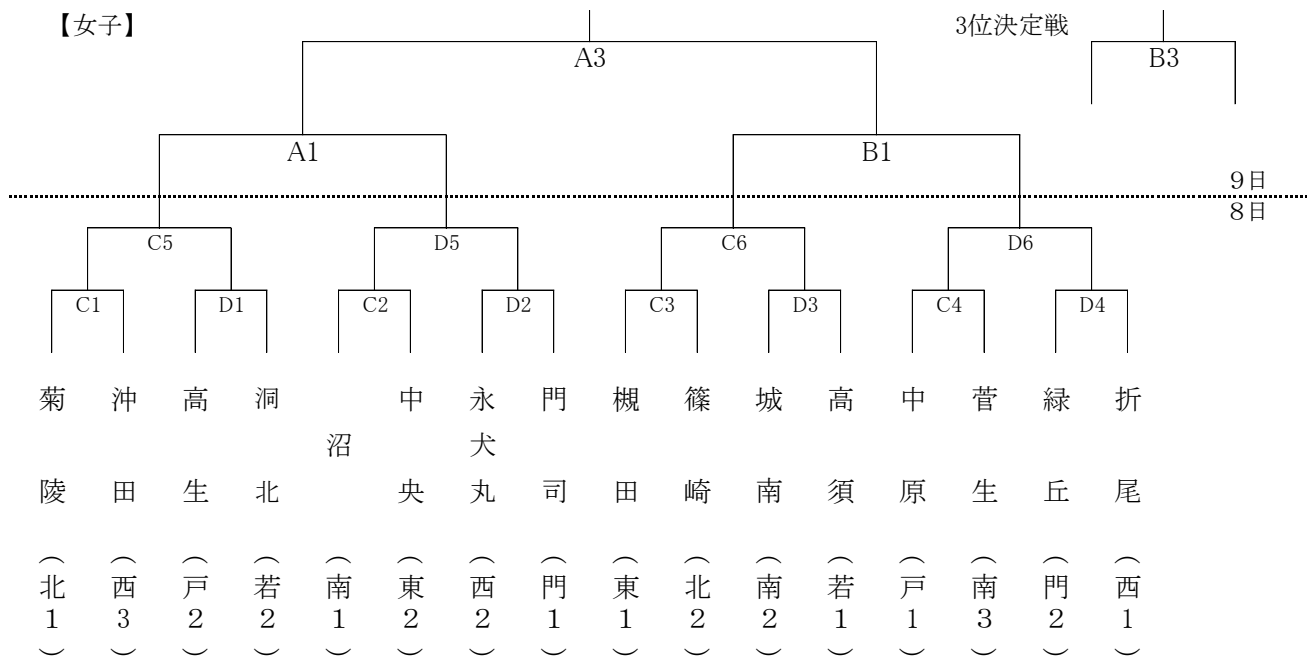 【女子】
3位決定戦
A3
B3
A1
B1
9日
8日
C5
D5
C6
D6
C1
D1
C2
D2
C3
D3
C4
D4
菊陵（北1）
沖田（西3）
高生（戸2）
洞北（若2）
沼（南1）
中央（東2）
永犬丸（西2）
門司（門1）
槻田（東1）
篠崎（北2）
城南（南2）
高須（若1）
中原（戸1）
菅生（南3）
緑丘（門2）
折尾（西1）